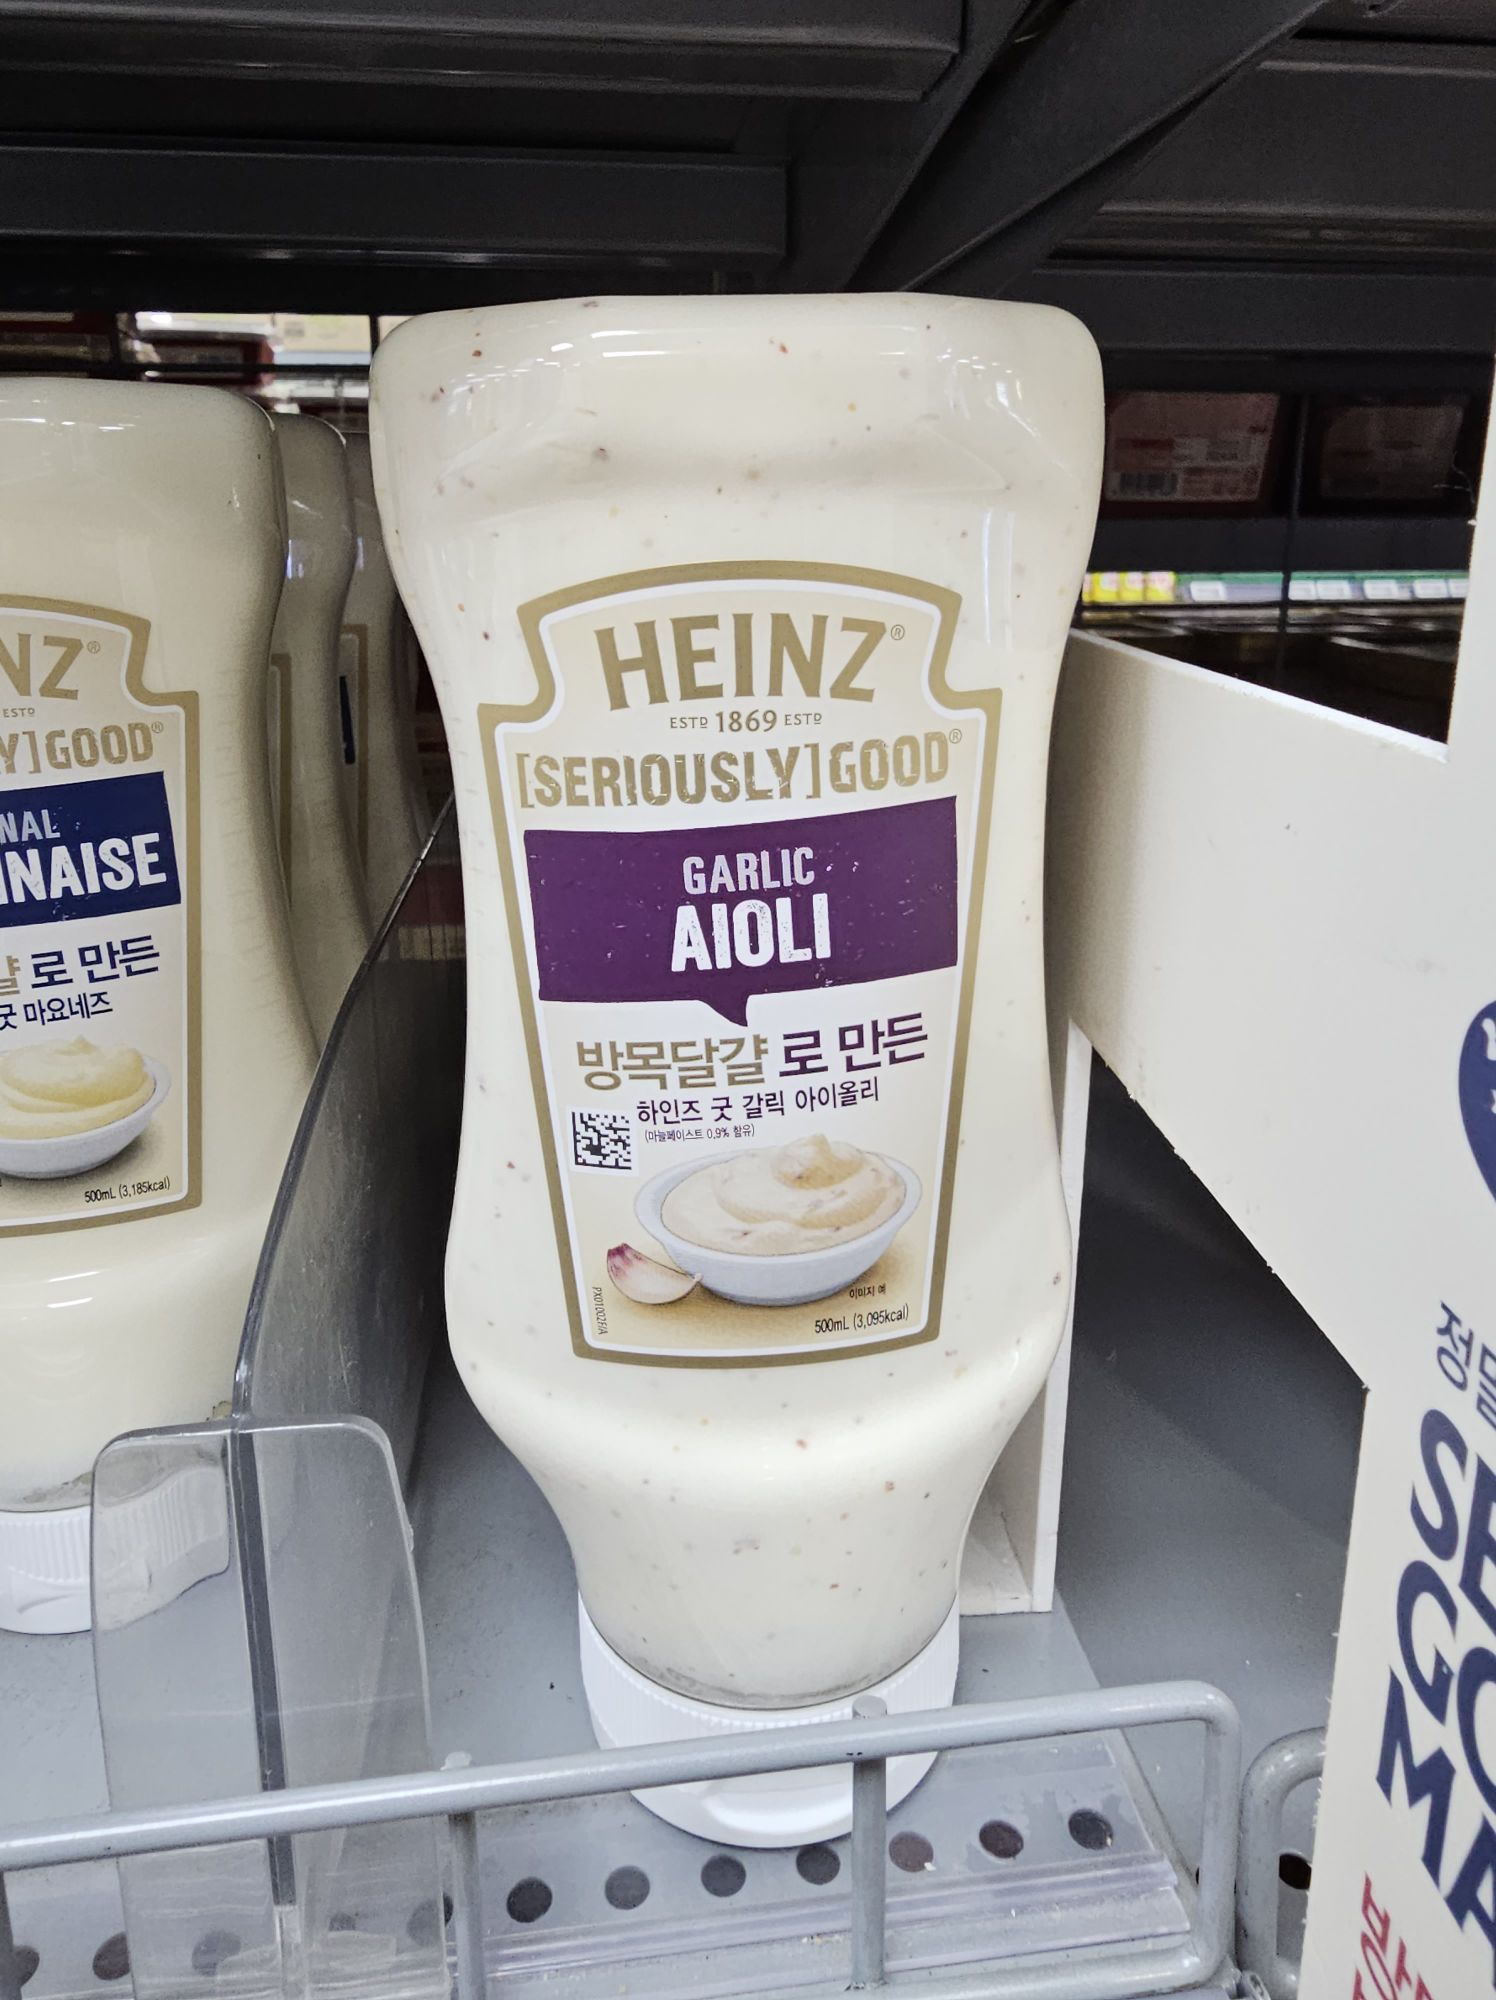 HEINZ®
ESTD 1869 ESTD
[SERIOUSLY] GOOD®
GARLIC
AIOLI
방목달걀로 만든
하인즈 굿 갈릭 아이올리
(마늘페이스트 0.9% 함유)
이미지 예
500mL (3,095kcal)
NZ®
ESTD
Y] GOOD®
NAL
NAISE
걀로 만든
굿 마요네즈
500mL (3,185kcal)